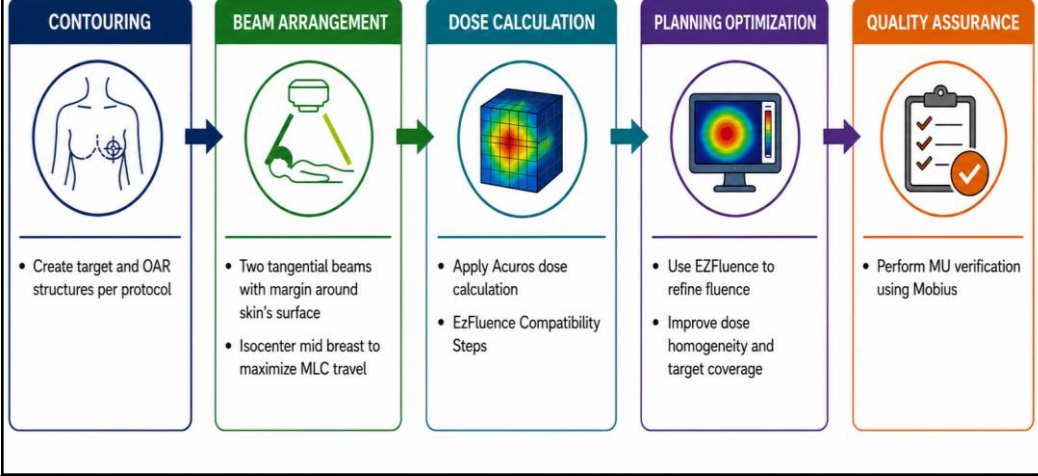 CONTOURING
• Create target and OAR
structures per protocol
BEAM ARRANGEMENT
• Two tangential beams
with margin around
skin's surface
• Isocenter mid breast to
maximize MLC travel
DOSE CALCULATION
• Apply Acuros dose
calculation
• EzFluence Compatibility
Steps
PLANNING OPTIMIZATION
• Use EZFluence to
refine fluence
• Improve dose
homogeneity and
target coverage
QUALITY ASSURANCE
• Perform MU verification
using Mobius